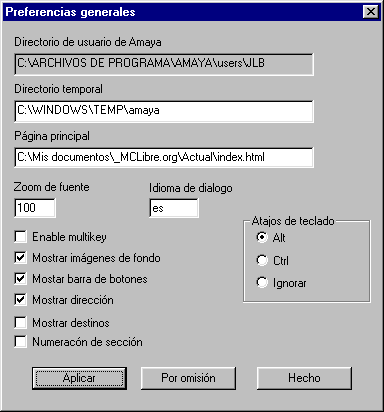 Preferencias generales
Directorio de usuario de Amaya
C:\ARCHIVOS DE PROGRAMA\AMAYA\users\JLB
Directorio temporal
C:\WINDOWS\TEMP\amaya
Página principal
C:\Mis documentos\_MCLibre.org\Actual\index.html
Zoom de fuente
Idioma de dialogo
100
es
Atajos de teclado
Alt
Ctrl
Ignorar
Enable multikey
Mostrar imágenes de fondo
Mostar barra de botones
Mostrar dirección
Mostrar destinos
Numeracón de sección
Aplicar
Por omisión
Hecho